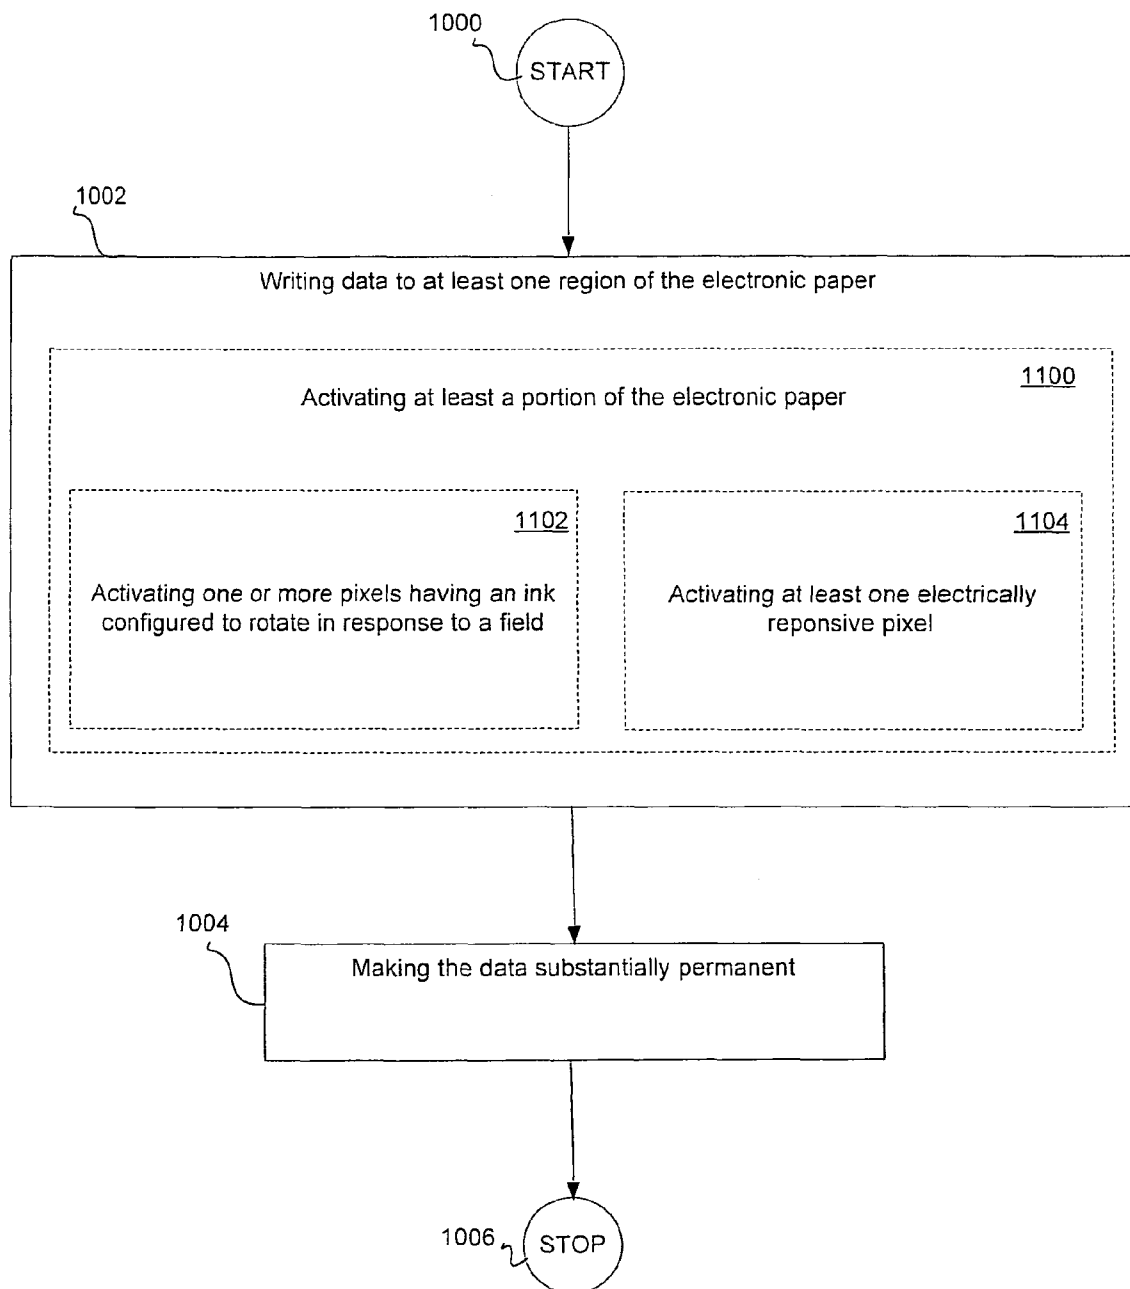 1000
START
1002
Writing data to at least one region of the electronic paper
1100
Activating at least a portion of the electronic paper
1102
Activating one or more pixels having an ink
configured to rotate in response to a field
1104
Activating at least one electrically
reponsive pixel
1004
Making the data substantially permanent
1006
STOP